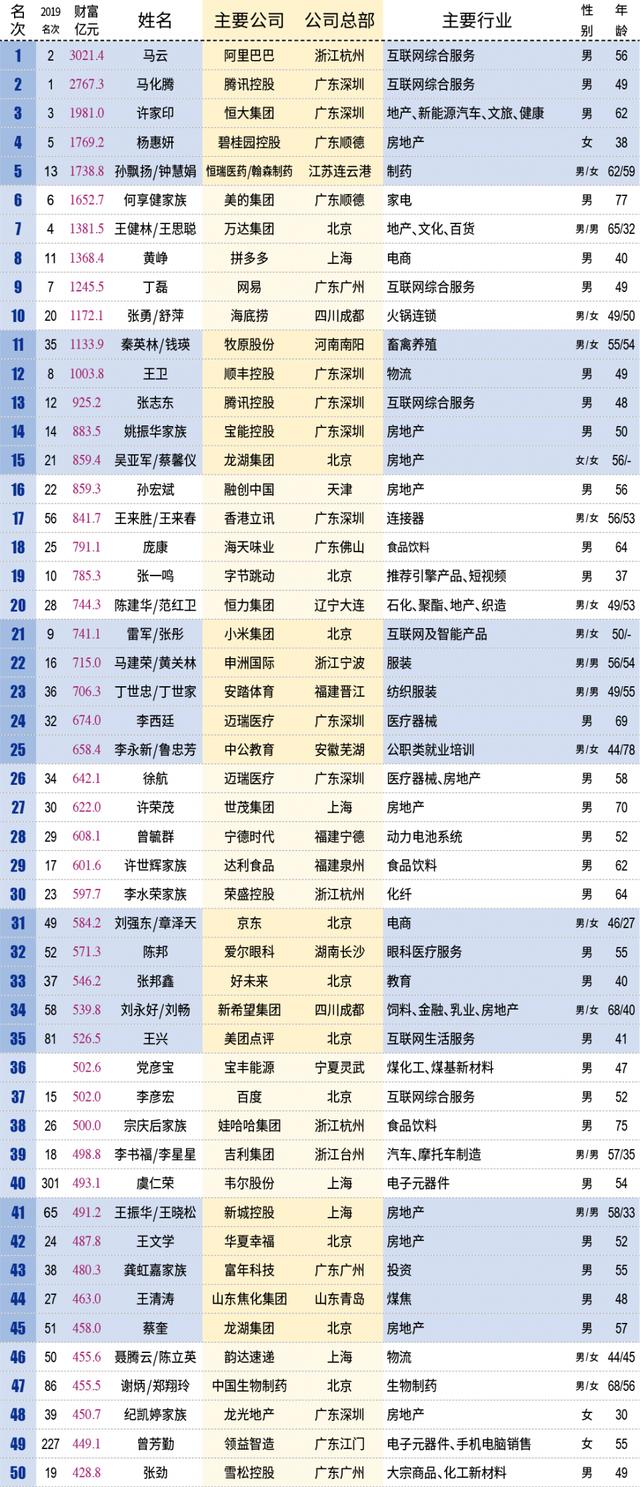 名次 2019名次 财富亿元 姓名 主要公司 公司总部 主要行业 性别 年龄
1 2 3021.4 马云 阿里巴巴 浙江杭州 互联网综合服务 男 56
2 1 2767.3 马化腾 腾讯控股 广东深圳 互联网综合服务 男 49
3 3 1981.0 许家印 恒大集团 广东深圳 地产、新能源汽车、文旅、健康 男 62
4 5 1769.2 杨惠妍 碧桂园控股 广东顺德 房地产 女 38
5 13 1738.8 孙飘扬/钟慧娟 恒瑞医药/翰森制药 江苏连云港 制药 男/女 62/59
6 6 1652.7 何享健家族 美的集团 广东顺德 家电 男 77
7 4 1381.5 王健林/王思聪 万达集团 北京 地产、文化、百货 男/男 65/32
8 11 1368.4 黄峥 拼多多 上海 电商 男 40
9 7 1245.5 丁磊 网易 广东广州 互联网综合服务 男 49
10 20 1172.1 张勇/舒萍 海底捞 四川成都 火锅连锁 男/女 49/50
11 35 1133.9 秦英林/钱瑛 牧原股份 河南南阳 畜禽养殖 男/女 55/54
12 8 1003.8 王卫 顺丰控股 广东深圳 物流 男 49
13 12 925.2 张志东 腾讯控股 广东深圳 互联网综合服务 男 48
14 14 883.5 姚振华家族 宝能控股 广东深圳 房地产 男 50
15 21 859.4 吴亚军/蔡馨仪 龙湖集团 北京 房地产 女/女 56/-
16 22 859.3 孙宏斌 融创中国 天津 房地产 男 56
17 56 841.7 王来胜/王来春 香港立讯 广东深圳 连接器 男/女 56/53
18 25 791.1 庞康 海天味业 广东佛山 食品饮料 男 64
19 10 785.3 张一鸣 字节跳动 北京 推荐引擎产品、短视频 男 37
20 28 744.3 陈建华/范红卫 恒力集团 辽宁大连 石化、聚酯、地产、织造 男/女 49/53
21 9 741.1 雷军/张彤 小米集团 北京 互联网及智能产品 男/女 50/-
22 16 715.0 马建荣/黄关林 申洲国际 浙江宁波 服装 男/男 56/54
23 36 706.3 丁世忠/丁世家 安踏体育 福建晋江 纺织服装 男/男 49/55
24 32 674.0 李西廷 迈瑞医疗 广东深圳 医疗器械 男 69
25 658.4 李永新/鲁忠芳 中公教育 安徽芜湖 公职类就业培训 男/女 44/78
26 34 642.1 徐航 迈瑞医疗 广东深圳 医疗器械、房地产 男 58
27 30 622.0 许荣茂 世茂集团 上海 房地产 男 70
28 29 608.1 曾毓群 宁德时代 福建宁德 动力电池系统 男 52
29 17 601.6 许世辉家族 达利食品 福建泉州 食品饮料 男 62
30 23 597.7 李水荣家族 荣盛控股 浙江杭州 化纤 男 64
31 49 584.2 刘强东/章泽天 京东 北京 电商 男/女 46/27
32 52 571.3 陈邦 爱尔眼科 湖南长沙 眼科医疗服务 男 55
33 37 546.2 张邦鑫 好未来 北京 教育 男 40
34 58 539.8 刘永好/刘畅 新希望集团 四川成都 饲料、金融、乳业、房地产 男/女 68/40
35 81 526.5 王兴 美团点评 北京 互联网生活服务 男 41
36 502.6 党彦宝 宝丰能源 宁夏灵武 煤化工、煤基新材料 男 47
37 15 502.0 李彦宏 百度 北京 互联网综合服务 男 52
38 26 500.0 宗庆后家族 娃哈哈集团 浙江杭州 食品饮料 男 75
39 18 498.8 李书福/李星星 吉利集团 浙江台州 汽车、摩托车制造 男/男 57/35
40 301 493.1 虞仁荣 韦尔股份 上海 电子元器件 男 54
41 65 491.2 王振华/王晓松 新城控股 上海 房地产 男/男 58/33
42 24 487.8 王文学 华夏幸福 北京 房地产 男 52
43 38 480.3 龚虹嘉家族 富年科技 广东广州 投资 男 55
44 27 463.0 王清涛 山东焦化集团 山东青岛 煤焦 男 48
45 51 458.0 蔡奎 龙湖集团 北京 房地产 男 57
46 50 455.6 聂腾云/陈立英 韵达速递 上海 物流 男/女 44/45
47 86 455.5 谢炳/郑翔玲 中国生物制药 北京 生物制药 男/女 68/56
48 39 450.7 纪凯婷家族 龙光地产 广东深圳 房地产 女 30
49 227 449.1 曾芳勤 领益智造 广东江门 电子元器件、手机电脑销售 女 55
50 19 428.8 张劲 雪松控股 广东广州 大宗商品、化工新材料 男 49